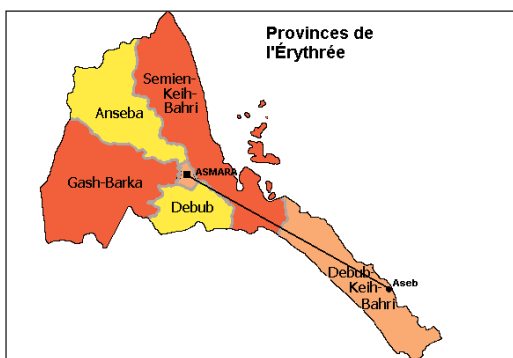 Provinces de
l'Érythrée
Semien-
Keih-
Bahri
Anseba
ASMARA
Gash-Barka
Debub
Debub-
Keih-
Bahri
Aseb